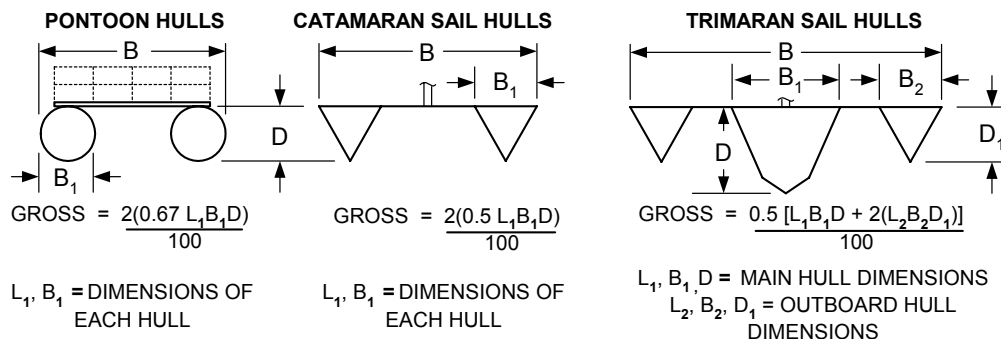 PONTOON HULLS
B
D
B₁
GROSS = 2(0.67 L₁B₁D)
100
L₁, B₁ = DIMENSIONS OF
EACH HULL
CATAMARAN SAIL HULLS
B
B₁
GROSS = 2(0.5 L₁B₁D)
100
L₁, B₁ = DIMENSIONS OF
EACH HULL
TRIMARAN SAIL HULLS
B
B₁
B₂
D
D₁
GROSS = 0.5 [L₁B₁D + 2(L₂B₂D₁)]
100
L₁, B₁,D = MAIN HULL DIMENSIONS
L₂, B₂, D₁ = OUTBOARD HULL
DIMENSIONS